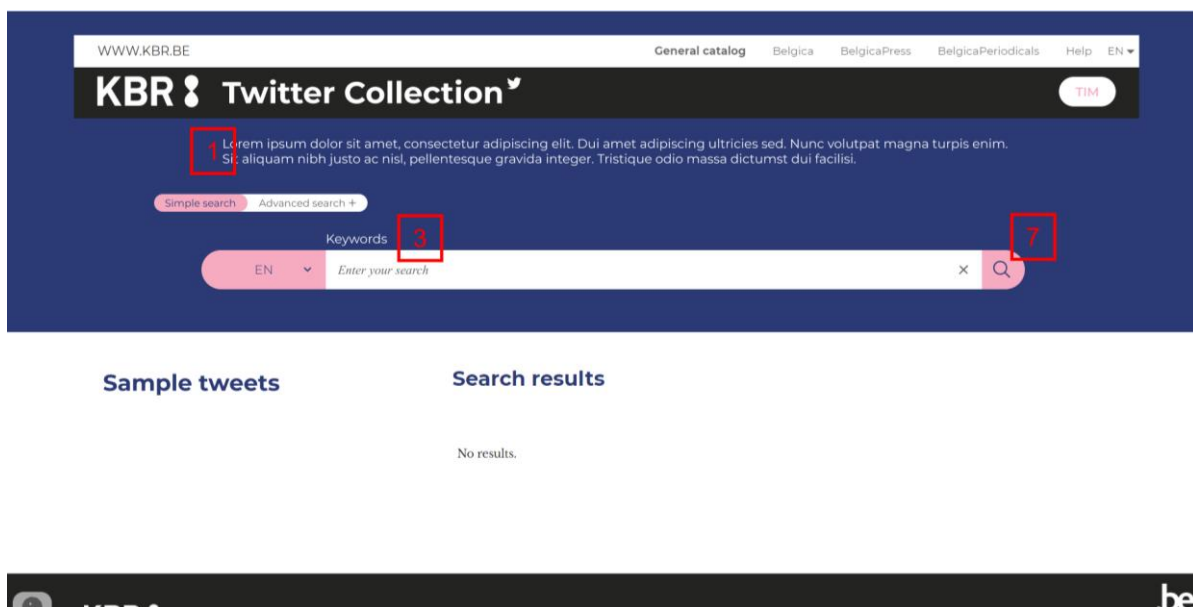 WWW.KBR.BE General catalog Belgica BelgicaPress BelgicaPeriodicals Help EN
KBR Twitter Collection TIM
1 Lorem ipsum dolor sit amet, consectetur adipiscing elit. Dui amet adipiscing ultricies sed. Nunc volutpat magna turpis enim.
Sit aliquam nibh justo ac nisl, pellentesque gravida integer. Tristique odio massa dictumst dui facilisi.
Simple search Advanced search +
Keywords 3 7
EN Enter your search
Sample tweets Search results
No results.
KBR be